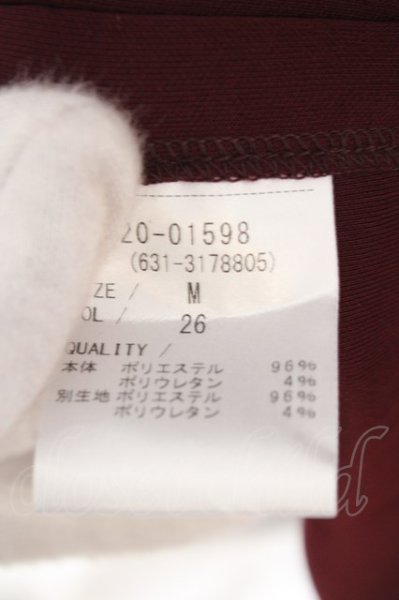 20-01598
(631-3178805)
ZE / M
OL / 26
QUALITY /
本体 ポリエステル 96%
ポリウレタン 4%
別生地 ポリエステル 96%
ポリウレタン 4%